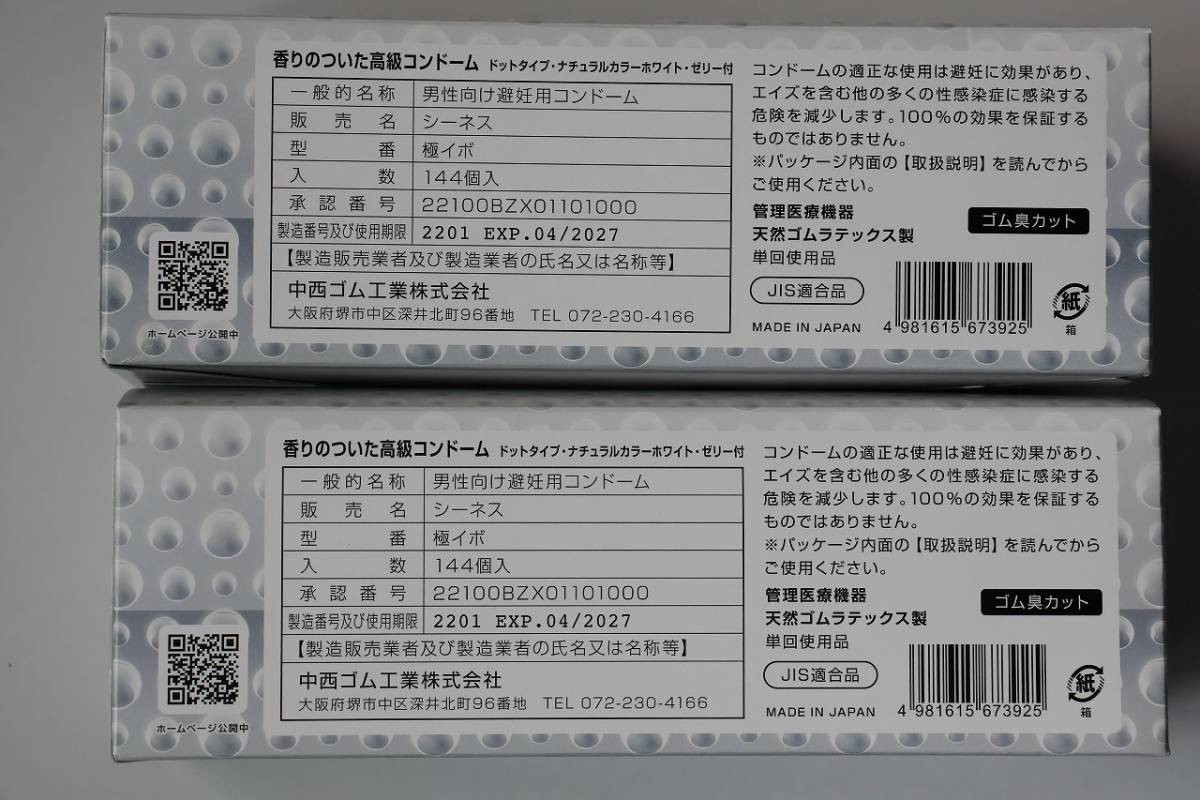 香りのついた高級コンドーム ドットタイプ・ナチュラルカラーホワイト・ゼリー付
一般的名称 男性向け避妊用コンドーム
販売名 シーネス
型番 極イボ
入数 144個入
承認番号 22100BZX01101000
製造番号及び使用期限 2201 EXP.04/2027
【製造販売業者及び製造業者の氏名又は名称等】
中西ゴム工業株式会社
大阪府堺市中区深井北町96番地 TEL 072-230-4166
ホームページ公開中
コンドームの適正な使用は避妊に効果があり、
エイズを含む他の多くの性感染症に感染する
危険を減少します。100%の効果を保証する
ものではありません。
※パッケージ内面の【取扱説明】を読んでから
ご使用ください。
管理医療機器
天然ゴムラテックス製
単回使用品
ゴム臭カット
JIS適合品
MADE IN JAPAN
4 981615 673925
紙
箱
香りのついた高級コンドーム ドットタイプ・ナチュラルカラーホワイト・ゼリー付
一般的名称 男性向け避妊用コンドーム
販売名 シーネス
型番 極イボ
入数 144個入
承認番号 22100BZX01101000
製造番号及び使用期限 2201 EXP.04/2027
【製造販売業者及び製造業者の氏名又は名称等】
中西ゴム工業株式会社
大阪府堺市中区深井北町96番地 TEL 072-230-4166
ホームページ公開中
コンドームの適正な使用は避妊に効果があり、
エイズを含む他の多くの性感染症に感染する
危険を減少します。100%の効果を保証する
ものではありません。
※パッケージ内面の【取扱説明】を読んでから
ご使用ください。
管理医療機器
天然ゴムラテックス製
単回使用品
ゴム臭カット
JIS適合品
MADE IN JAPAN
4 981615 673925
紙
箱